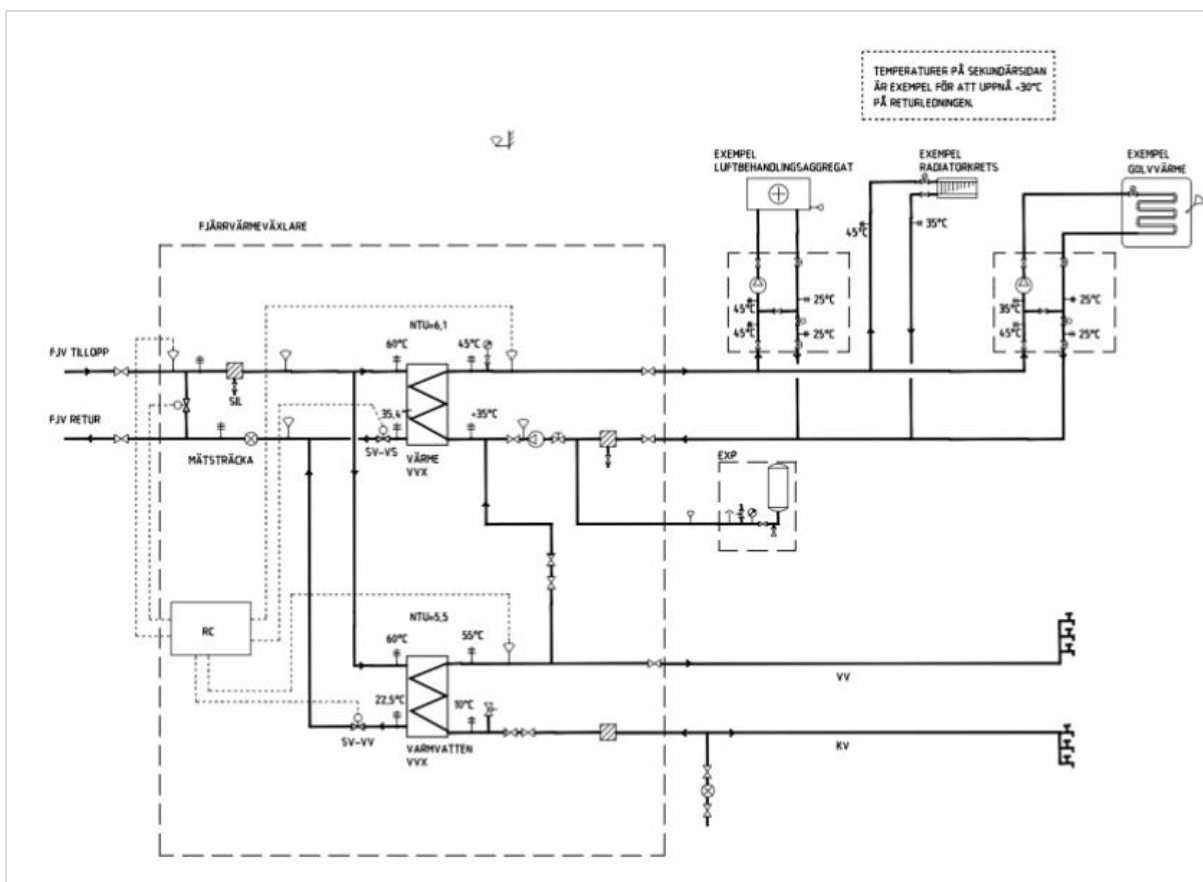 TEMPERATURER PÅ SEKUNDÄRSIDAN
ÄR EXEMPEL FÖR ATT UPPNÅ +30°C
PÅ RETURLEDNINGEN.
EXEMPEL
LUFTBEHANDLINGSAGGREGAT
EXEMPEL
RADIATORKRETS
EXEMPEL
GOLVVÄRME
FJÄRRVÄRMEVÄXLARE
45°C
35°C
45°C
25°C
45°C
25°C
35°C
25°C
45°C
25°C
NTU=6,1
FJV TILLOPP
60°C
45°C
SIL
FJV RETUR
35,4°C
+35°C
MÄTSTRÄCKA
SV-VS
VÄRME
VVX
EXP
RC
NTU=5,5
60°C
55°C
VV
22,5°C
10°C
SV-VV
KV
VARMVATTEN
VVX